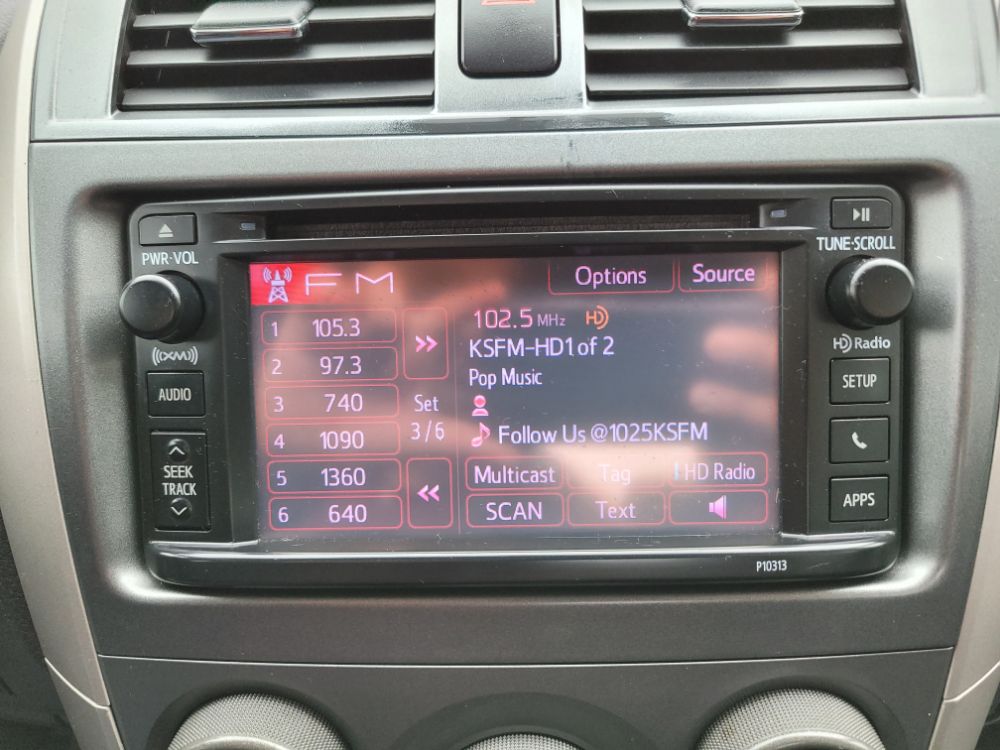 PWR·VOL
TUNE·SCROLL
((XM))
AUDIO
SEEK
TRACK
HD Radio
SETUP
APPS
FM
Options
Source
1 105.3
2 97.3
3 740
4 1090
5 1360
6 640
>>
Set
3/6
<<
102.5 MHz HD
KSFM-HD1 of 2
Pop Music
Follow Us @1025KSFM
Multicast
Tag
HD Radio
SCAN
Text
P10313